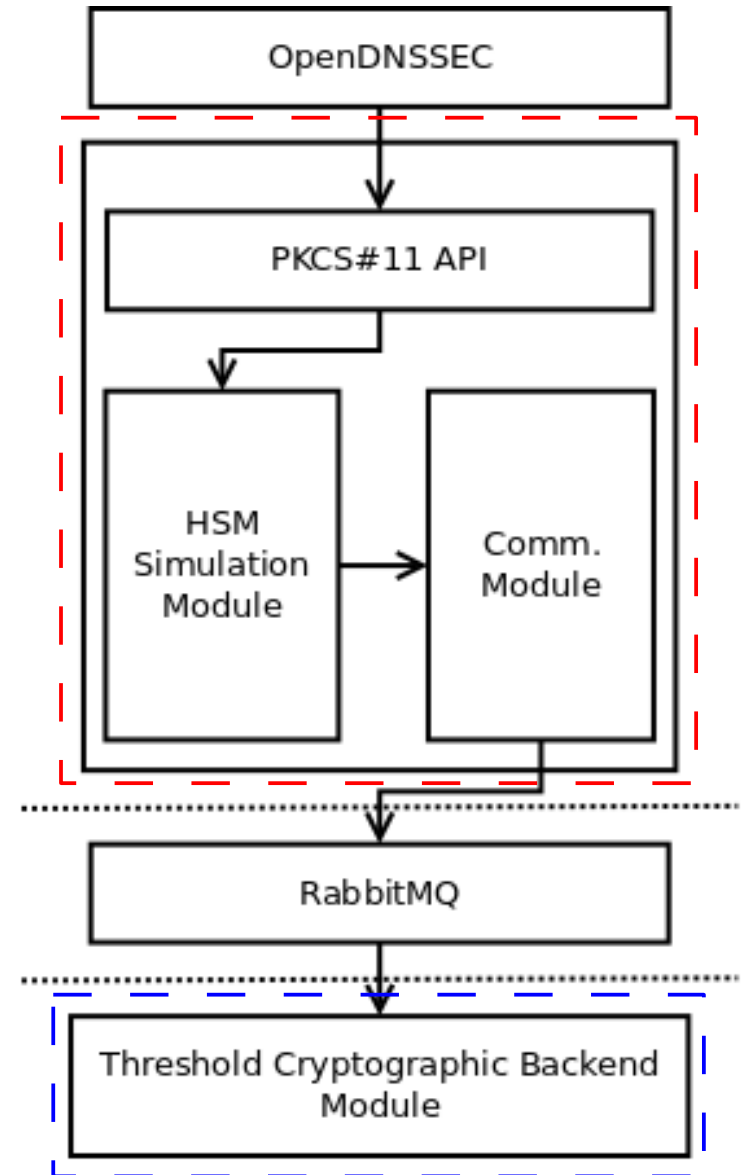 OpenDNSSEC
PKCS#11 API
HSM
Simulation
Module
Comm.
Module
RabbitMQ
Threshold Cryptographic Backend
Module